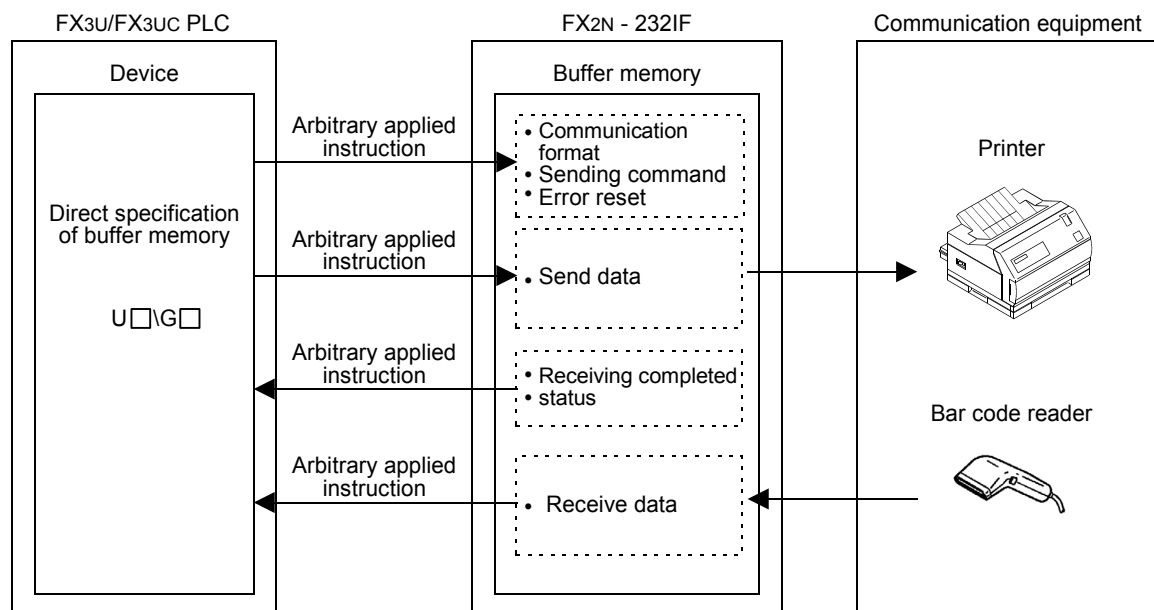 FX3U/FX3UC PLC
FX2N - 232IF
Communication equipment
Device
Buffer memory
Arbitrary applied
instruction
• Communication
format
• Sending command
• Error reset
Printer
Direct specification
of buffer memory
Arbitrary applied
instruction
• Send data
U□\G□
Arbitrary applied
instruction
• Receiving completed
• status
Bar code reader
Arbitrary applied
instruction
• Receive data